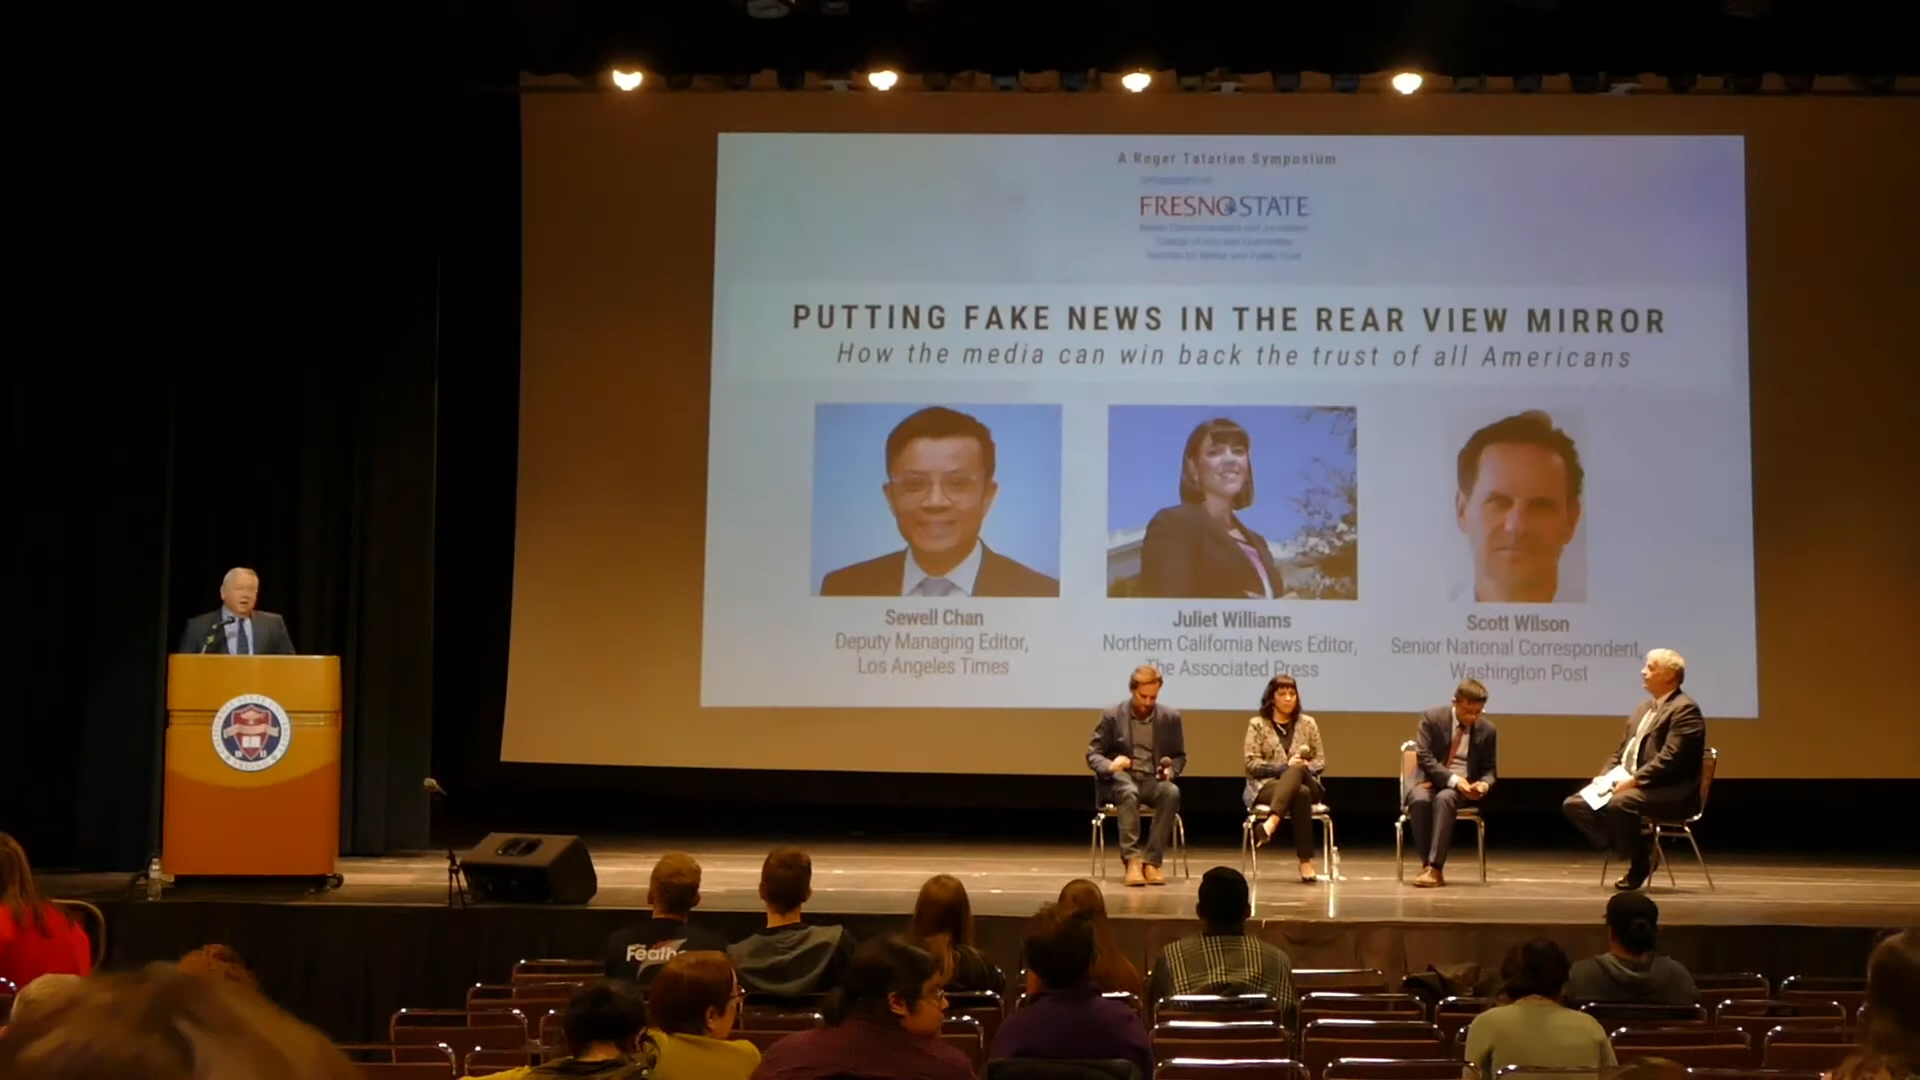 A Roger Tatarian Symposium
FRESNO STATE
PUTTING FAKE NEWS IN THE REAR VIEW MIRROR
How the media can win back the trust of all Americans
Sewell Chan
Deputy Managing Editor,
Los Angeles Times
Juliet Williams
Northern California News Editor,
The Associated Press
Scott Wilson
Senior National Correspondent,
Washington Post